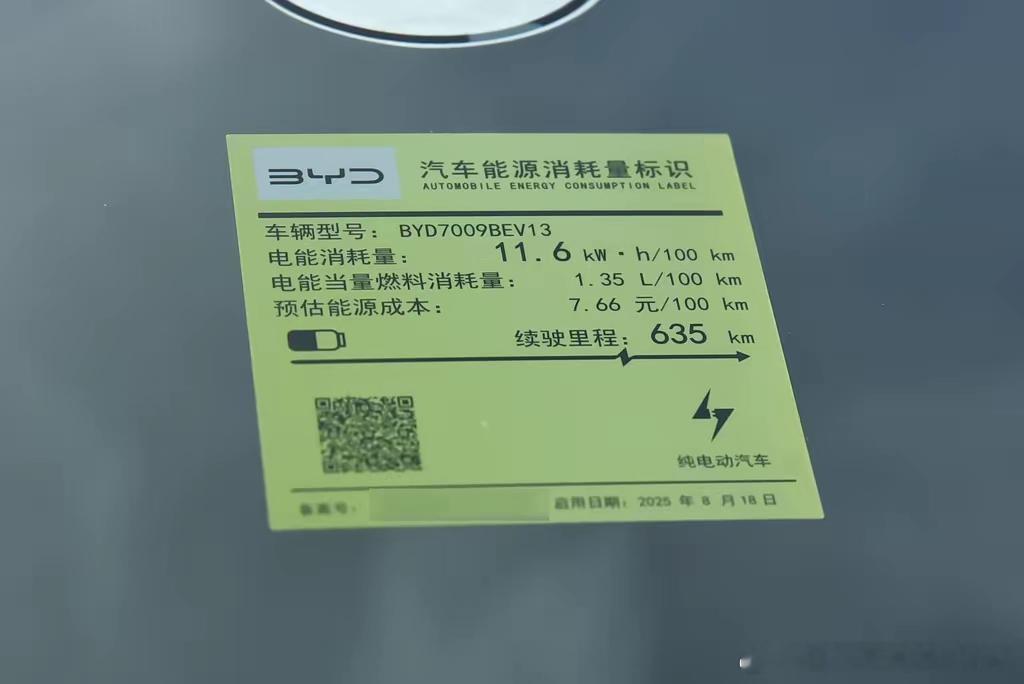 BYD 汽车能源消耗量标识
AUTOMOBILE ENERGY CONSUMPTION LABEL
车辆型号: BYD7009BEV13
电能消耗量: 11.6 kW·h/100 km
电能当量燃料消耗量: 1.35 L/100 km
预估能源成本: 7.66 元/100 km
续驶里程: 635 km
纯电动汽车
备案号: 启用日期: 2025 年 8 月 18 日